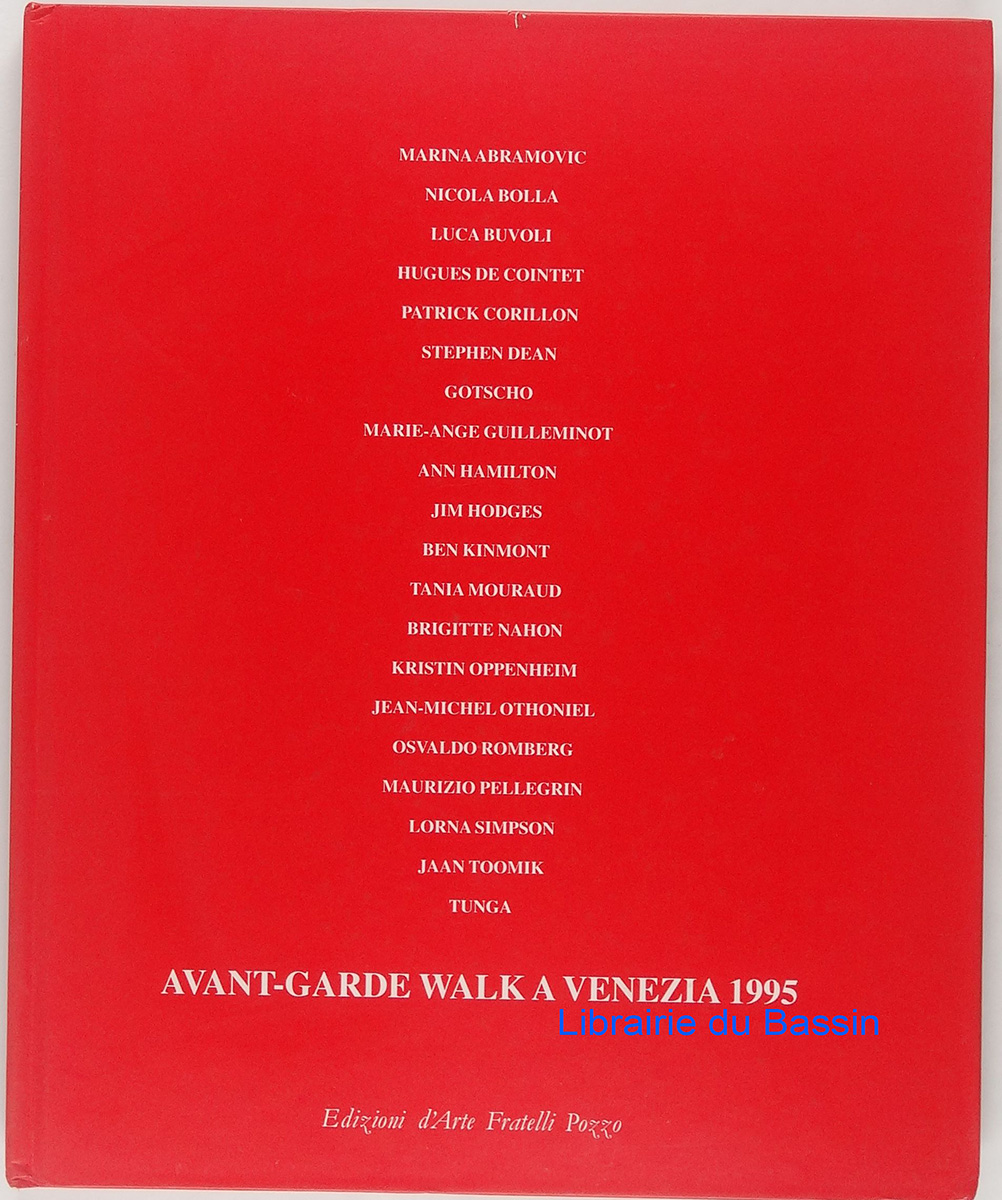 MARINA ABRAMOVIC
NICOLA BOLLA
LUCA BUVOLI
HUGUES DE COINTET
PATRICK CORILLON
STEPHEN DEAN
GOTSCHO
MARIE-ANGE GUILLEMINOT
ANN HAMILTON
JIM HODGES
BEN KINMONT
TANIA MOURAUD
BRIGITTE NAHON
KRISTIN OPPENHEIM
JEAN-MICHEL OTHONIEL
OSVALDO ROMBERG
MAURIZIO PELLEGRIN
LORNA SIMPSON
JAAN TOOMIK
TUNGA
AVANT-GARDE WALK A VENEZIA 1995
Librairie du Bassin
Edizioni d'Arte Fratelli Pozzo